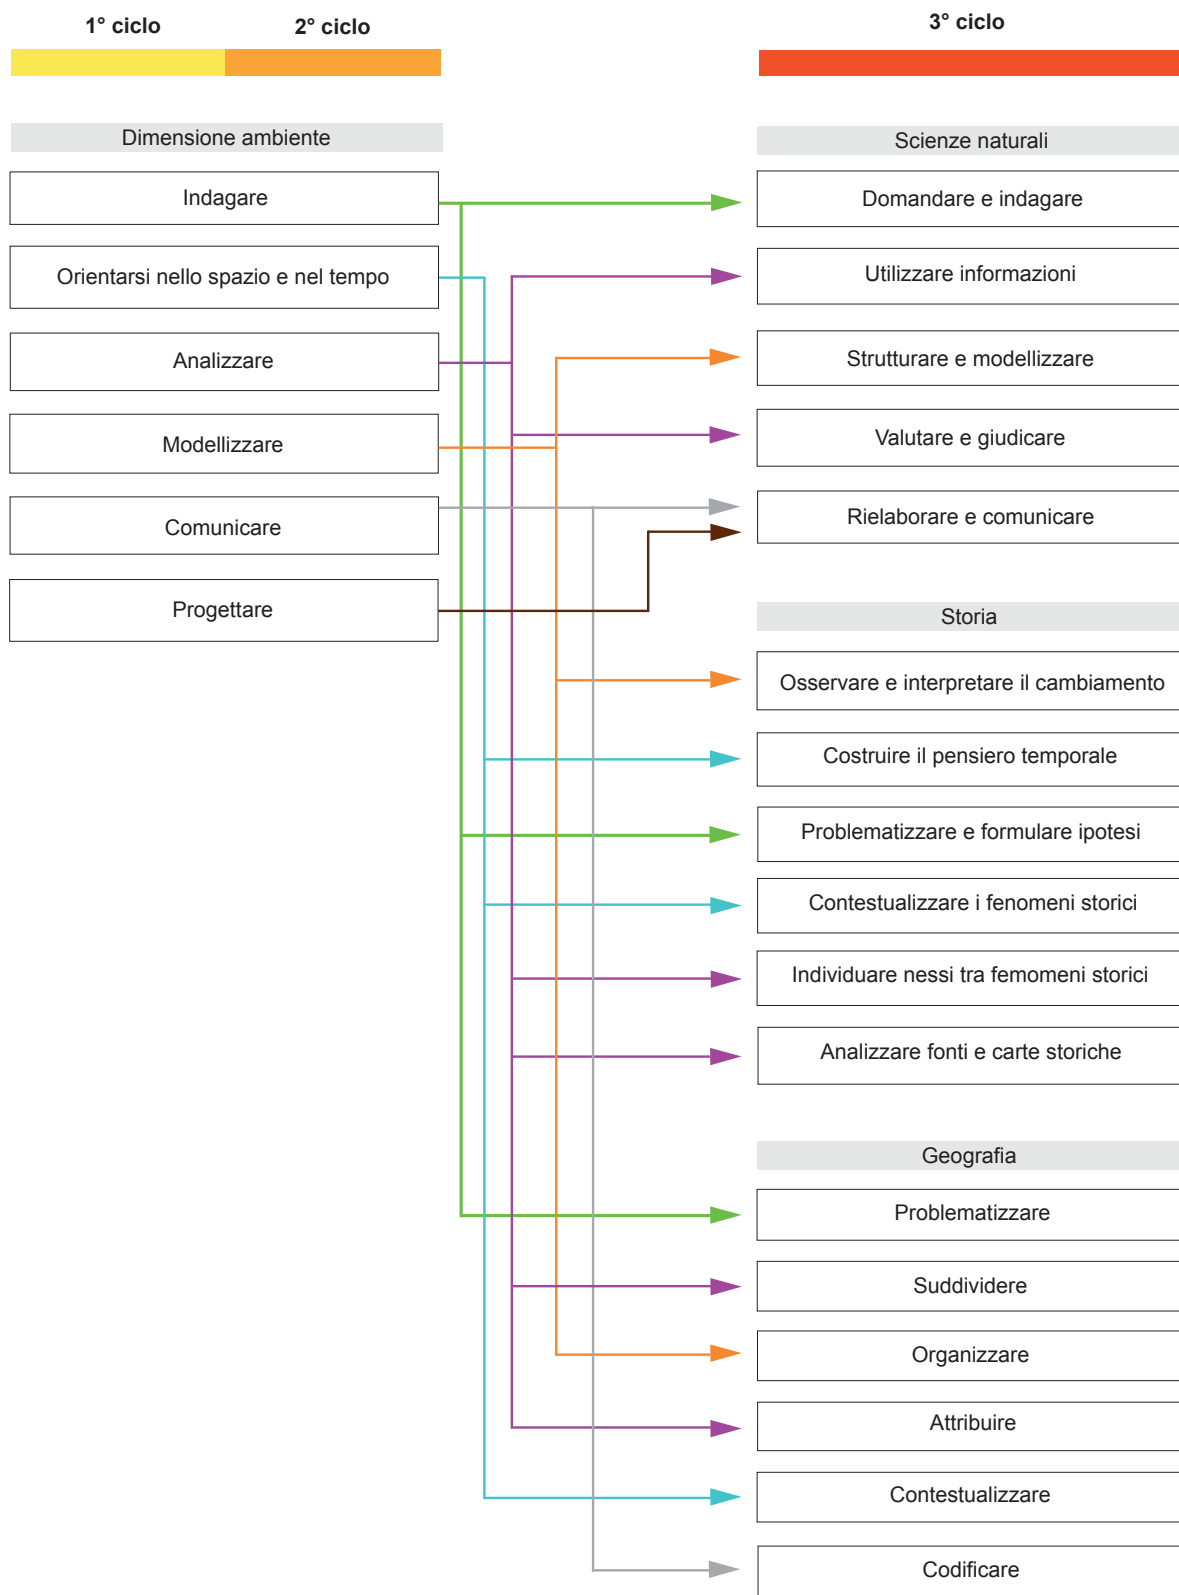 1° ciclo
2° ciclo
3° ciclo
Dimensione ambiente
Indagare
Orientarsi nello spazio e nel tempo
Analizzare
Modellizzare
Comunicare
Progettare
Scienze naturali
Domandare e indagare
Utilizzare informazioni
Strutturare e modellizzare
Valutare e giudicare
Rielaborare e comunicare
Storia
Osservare e interpretare il cambiamento
Costruire il pensiero temporale
Problematizzare e formulare ipotesi
Contestualizzare i fenomeni storici
Individuare nessi tra femomeni storici
Analizzare fonti e carte storiche
Geografia
Problematizzare
Suddividere
Organizzare
Attribuire
Contestualizzare
Codificare